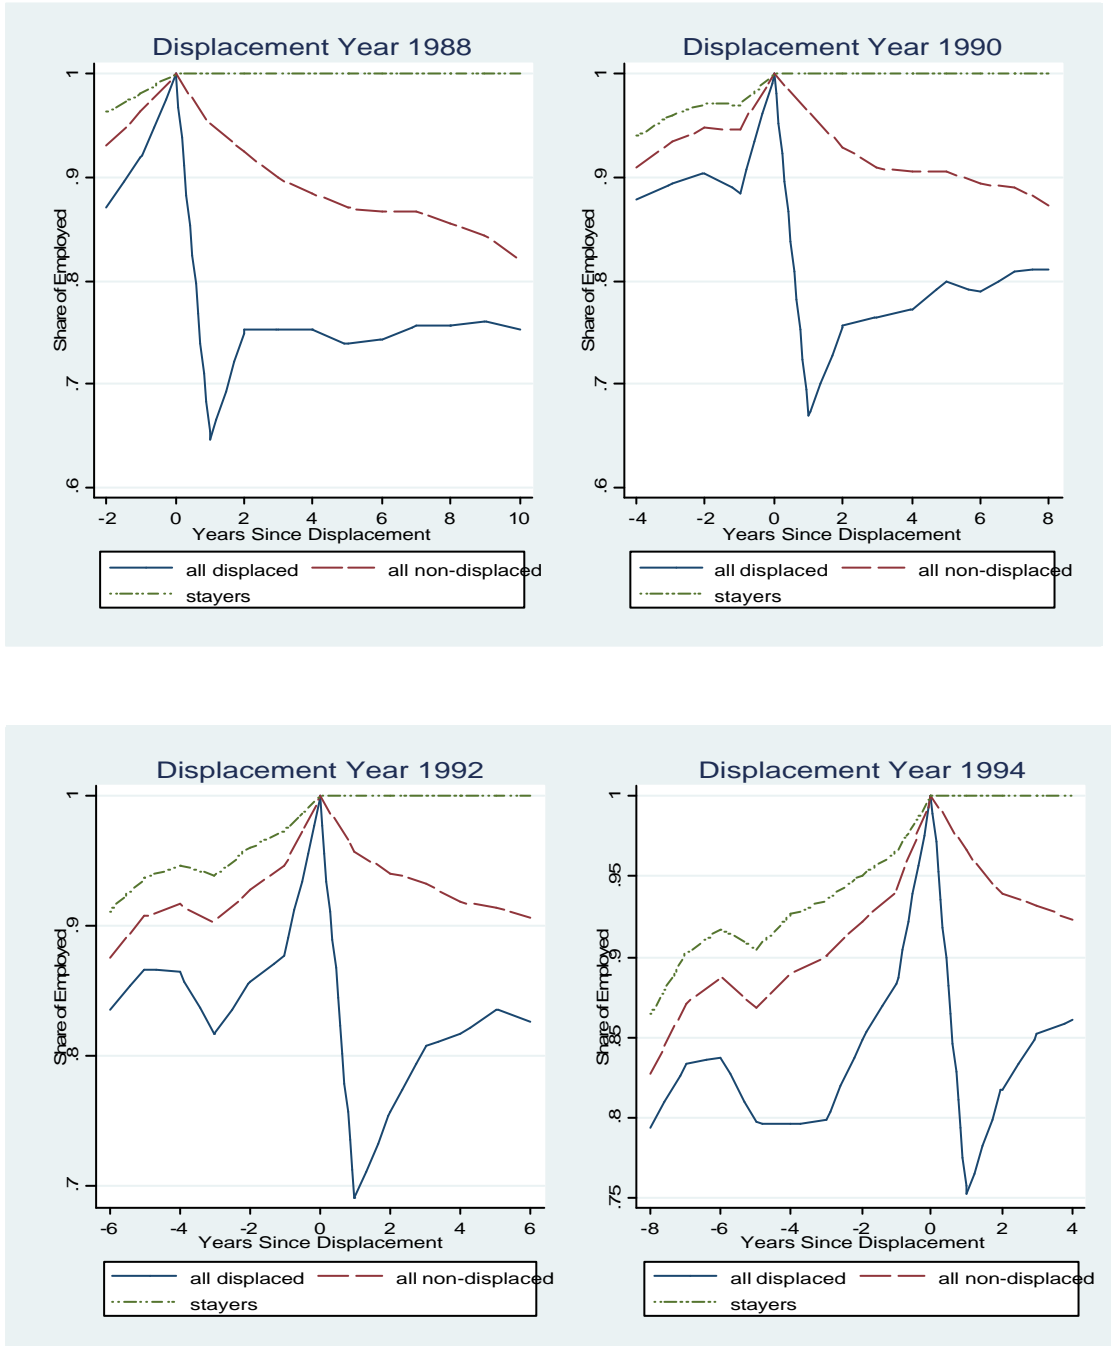 Displacement Year 1988
Share of Employed
1
.9
.8
.7
.6
-2 0 2 4 6 8 10
Years Since Displacement
all displaced all non-displaced
stayers
Displacement Year 1990
Share of Employed
1
.9
.8
.7
.6
-4 -2 0 2 4 6 8
Years Since Displacement
all displaced all non-displaced
stayers
Displacement Year 1992
Share of Employed
1
.9
.8
.7
-6 -4 -2 0 2 4 6
Years Since Displacement
all displaced all non-displaced
stayers
Displacement Year 1994
Share of Employed
1
.95
.9
.85
.8
.75
-8 -6 -4 -2 0 2 4
Years Since Displacement
all displaced all non-displaced
stayers